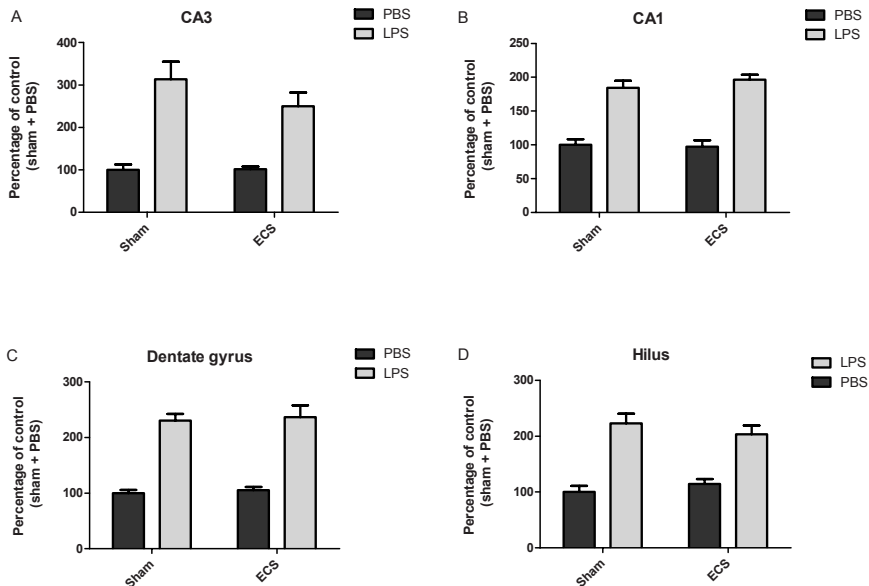 A
CA3
PBS
LPS
Percentage of control
(sham + PBS)
400
300
200
100
0
Sham
ECS
B
CA1
PBS
LPS
Percentage of control
(sham + PBS)
250
200
150
100
50
0
Sham
ECS
C
Dentate gyrus
PBS
LPS
Percentage of control
(sham + PBS)
300
200
100
0
Sham
ECS
D
Hilus
LPS
PBS
Percentage of control
(sham + PBS)
300
200
100
0
Sham
ECS